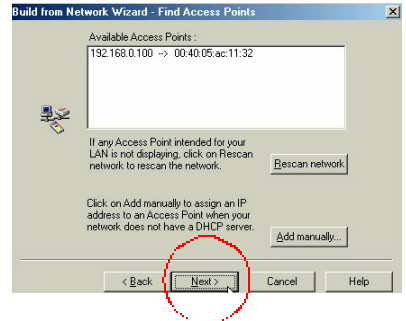 Build from Network Wizard - Find Access Points
Available Access Points :
192.168.0.100 --> 00:40:05:ac:11:32
If any Access Point intended for your
LAN is not displaying, click on Rescan
network to rescan the network.
Rescan network
Click on Add manually to assign an IP
address to an Access Point when your
network does not have a DHCP server.
Add manually...
< Back
Next >
Cancel
Help